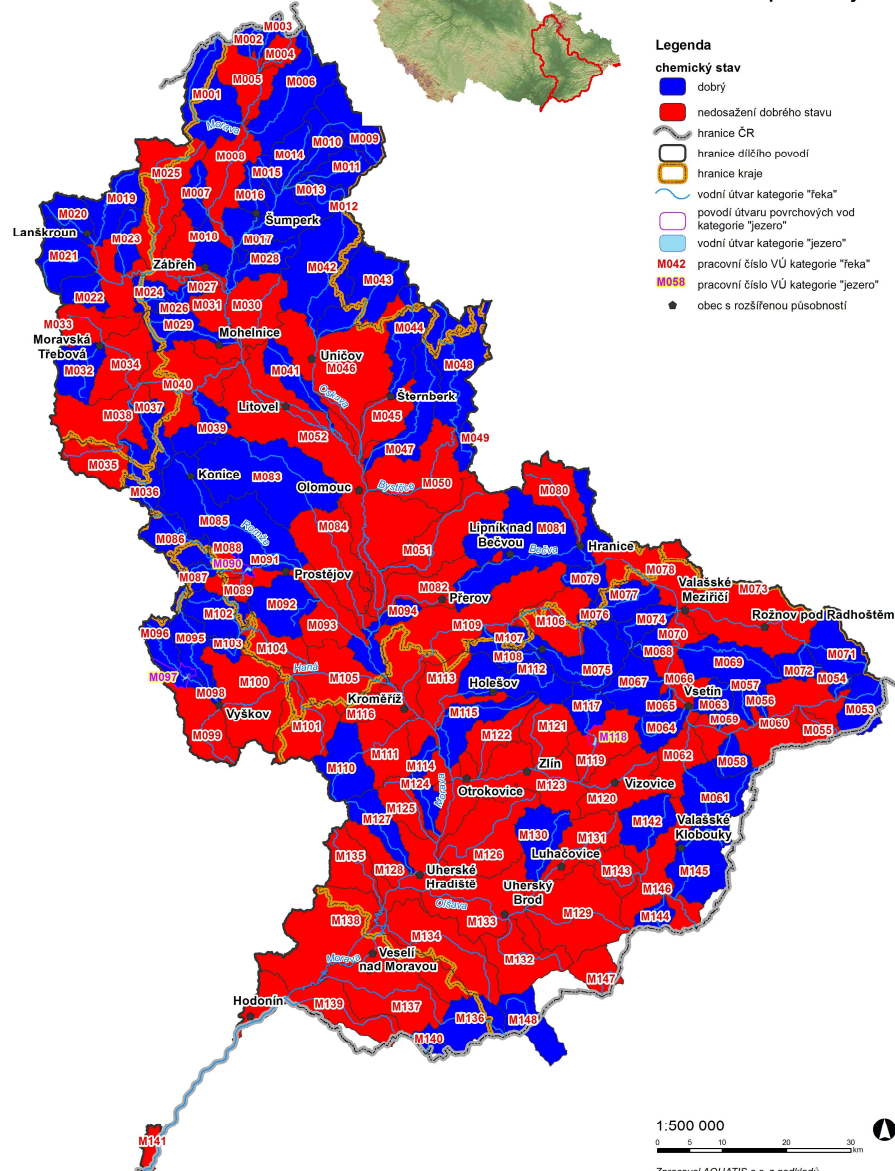 Legenda
chemický stav
dobrý
nedosažení dobrého stavu
hranice ČR
hranice dílčího povodí
hranice kraje
vodní útvar kategorie "řeka"
povodí útvaru povrchových vod
kategorie "jezero"
vodní útvar kategorie "jezero"
M042 pracovní číslo VÚ kategorie "řeka"
M058 pracovní číslo VÚ kategorie "jezero"
obec s rozšířenou působností
M003
M002
M004
M005
M006
M001
Morava
M010
M009
M008
M014
M011
M025
M015
M007
M016
M013
M019
M012
M020
Šumperk
Lanškroun
M023
M018
M017
M021
M028
Zábřeh
M042
M043
M022
M024
M027
M026
M031
M030
M033
M029
M044
Moravská
Třebová
Mohelnice
Uničov
M046
M034
M032
M041
M048
M040
Oskava
Šternberk
M037
Litovel
M038
M045
M039
M052
M049
M047
M035
Konice
M083
M050
M036
Olomouc
Bystřice
M080
M085
M084
Lipník nad
Bečvou
M081
M086
Romže
Bečva
Hranice
M088
M051
M090
M091
M078
M087
Prostějov
M079
Valašské
Meziříčí
M073
M089
M082
M077
M092
Přerov
M102
M094
M076
M074
Rožnov pod Radhoštěm
M096
M095
M093
M109
M106
M070
M103
M104
M107
M068
M071
M108
M069
M097
Haná
M112
M075
M072
M100
M105
M113
Holešov
M067
M066
M054
M098
Kroměříž
Vsetín
M057
M056
M053
Vyškov
M116
M115
M117
M065
M063
M099
M101
M121
M064
M059
M060
M055
M122
M118
M111
M119
M062
M110
M114
Zlín
M058
M124
Morava
Otrokovice
M123
Vizovice
M061
M125
M120
M127
M142
Valašské
Klobouky
M130
M131
M135
M126
Luhačovice
M128
Uherské
Hradiště
M143
M145
Uherský
Brod
M146
Olšava
M138
M133
M129
M144
M134
Veselí
nad Moravou
Morava
M132
M147
Hodonín
M139
M137
M136
M148
M140
M141
1:500 000
0 5 10 20 30
km